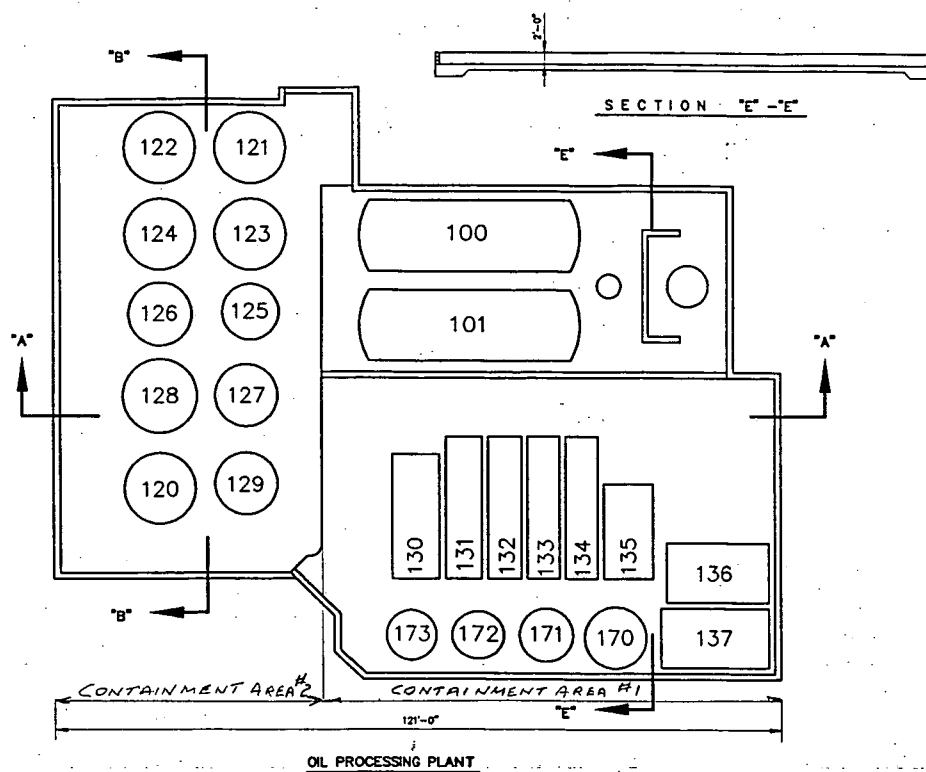 2'-0"
SECTION "E"-"E"
"B"
"E"
122 121
124 123
100
126 125
101
"A" "A"
128 127
120 129
130 131 132 133 134 135
136
"B"
173 172 171 170 137
CONTAINMENT AREA #2 CONTAINMENT AREA #1
"E"
121'-0"
OIL PROCESSING PLANT